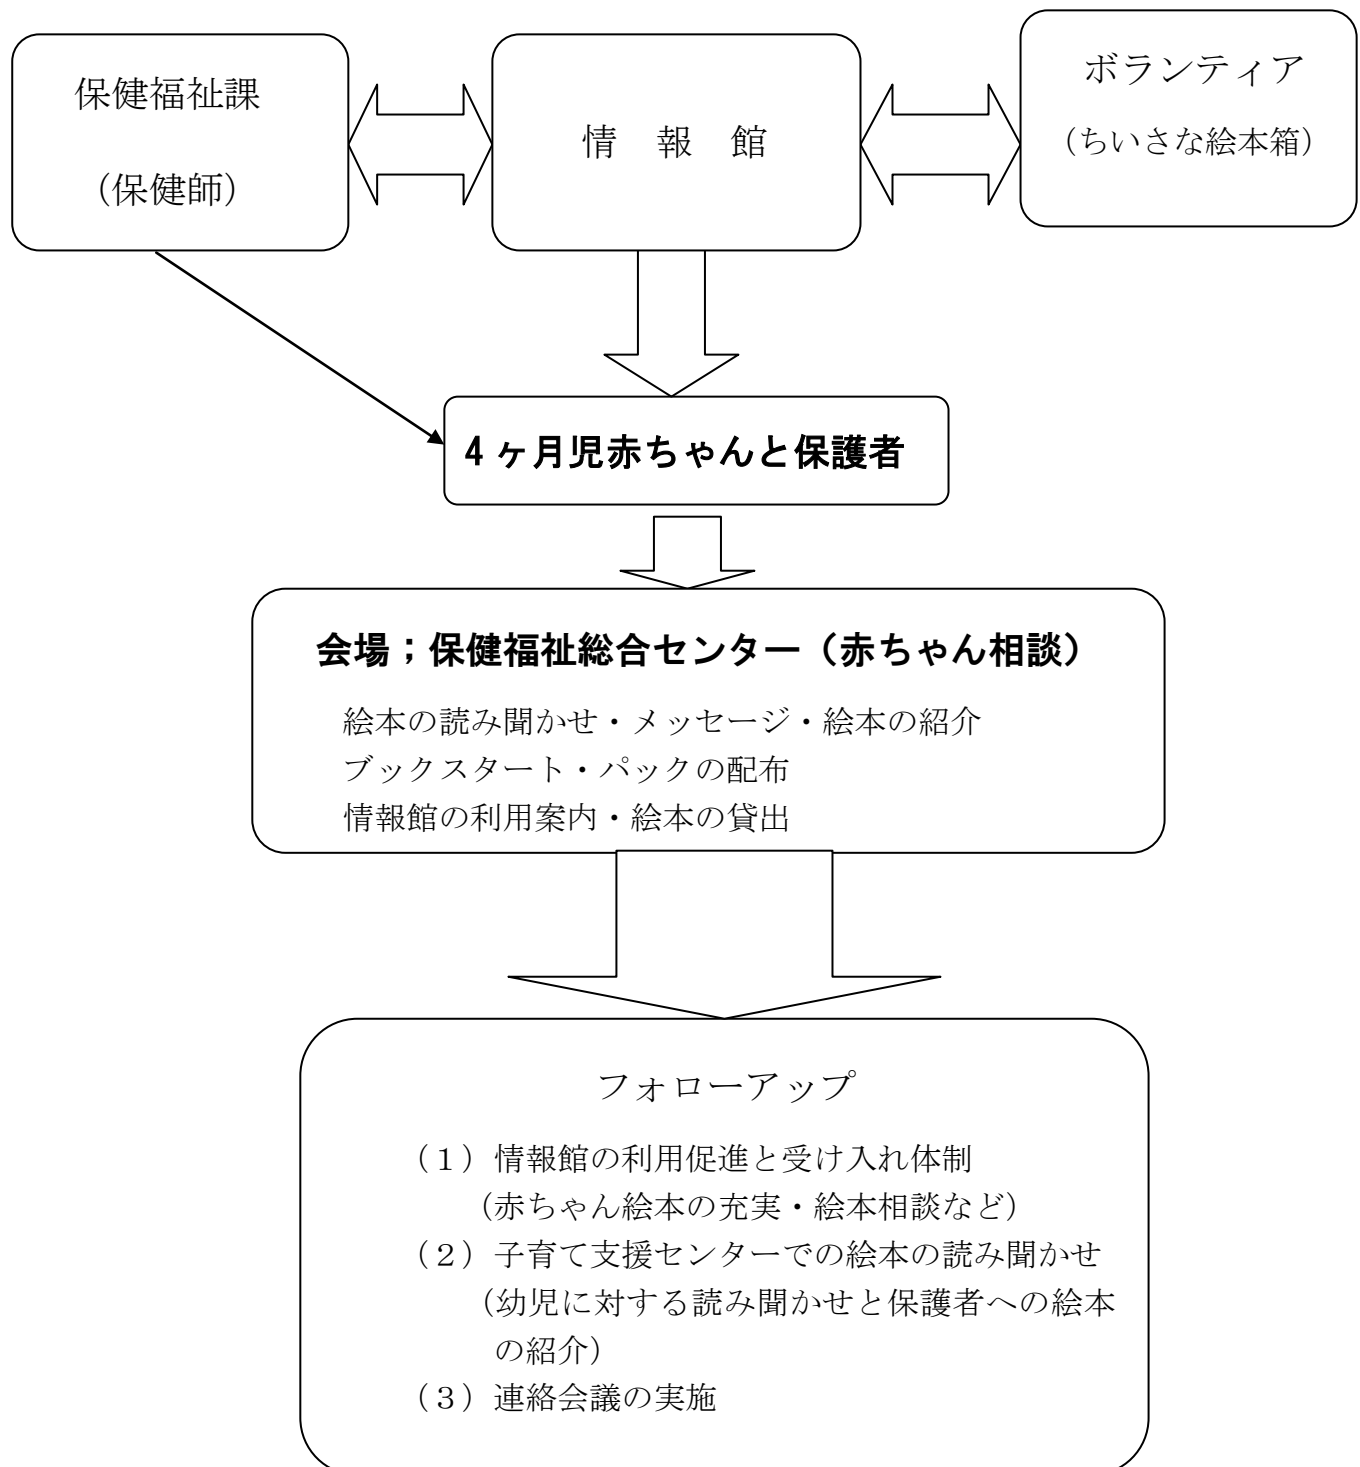 保健福祉課
（保健師）
情　報　館
ボランティア
（ちいさな絵本箱）
4ヶ月児赤ちゃんと保護者
会場；保健福祉総合センター（赤ちゃん相談）
絵本の読み聞かせ・メッセージ・絵本の紹介
ブックスタート・パックの配布
情報館の利用案内・絵本の貸出
フォローアップ
（１）情報館の利用促進と受け入れ体制
（赤ちゃん絵本の充実・絵本相談など）
（２）子育て支援センターでの絵本の読み聞かせ
（幼児に対する読み聞かせと保護者への絵本
の紹介）
（３）連絡会議の実施